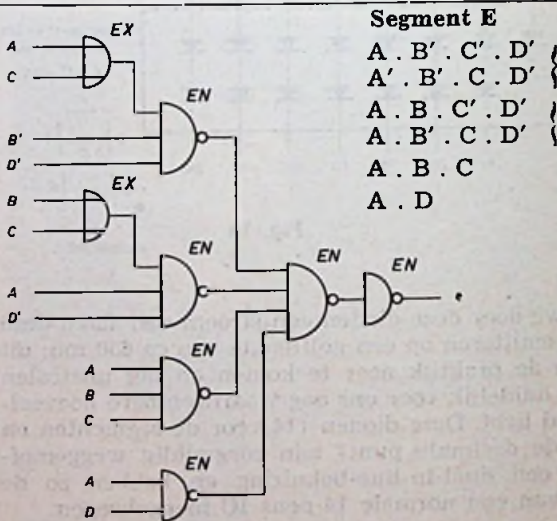 Segment E
A . B′ . C′ . D′
A′ . B′ . C . D′
A . B . C′ . D′
A . B′ . C . D′
A . B . C
A . D
EX
A
C
EN
B′
D′
EX
B
C
EN
A
D′
EN
EN
e
EN
A
B
C
EN
A
D